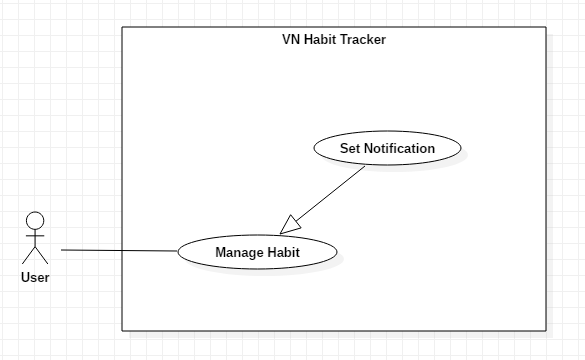 VN Habit Tracker
Set Notification
Manage Habit
User